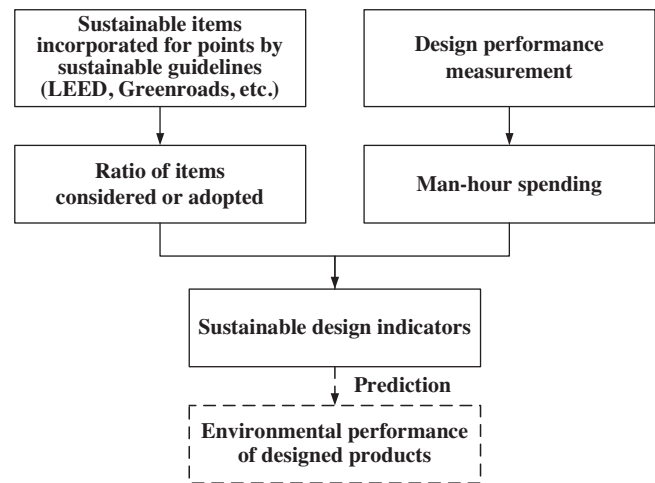 Sustainable items
incorporated for points by
sustainable guidelines
(LEED, Greenroads, etc.)
Design performance
measurement
Ratio of items
considered or adopted
Man-hour spending
Sustainable design indicators
Prediction
Environmental performance
of designed products